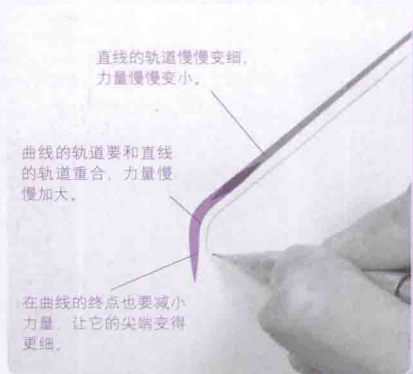 直线的轨道慢慢变细，
力量慢慢变小。
曲线的轨道要和直线
的轨道重合，力量慢
慢加大。
在曲线的终点也要减小
力量，让它的尖端变得
更细。